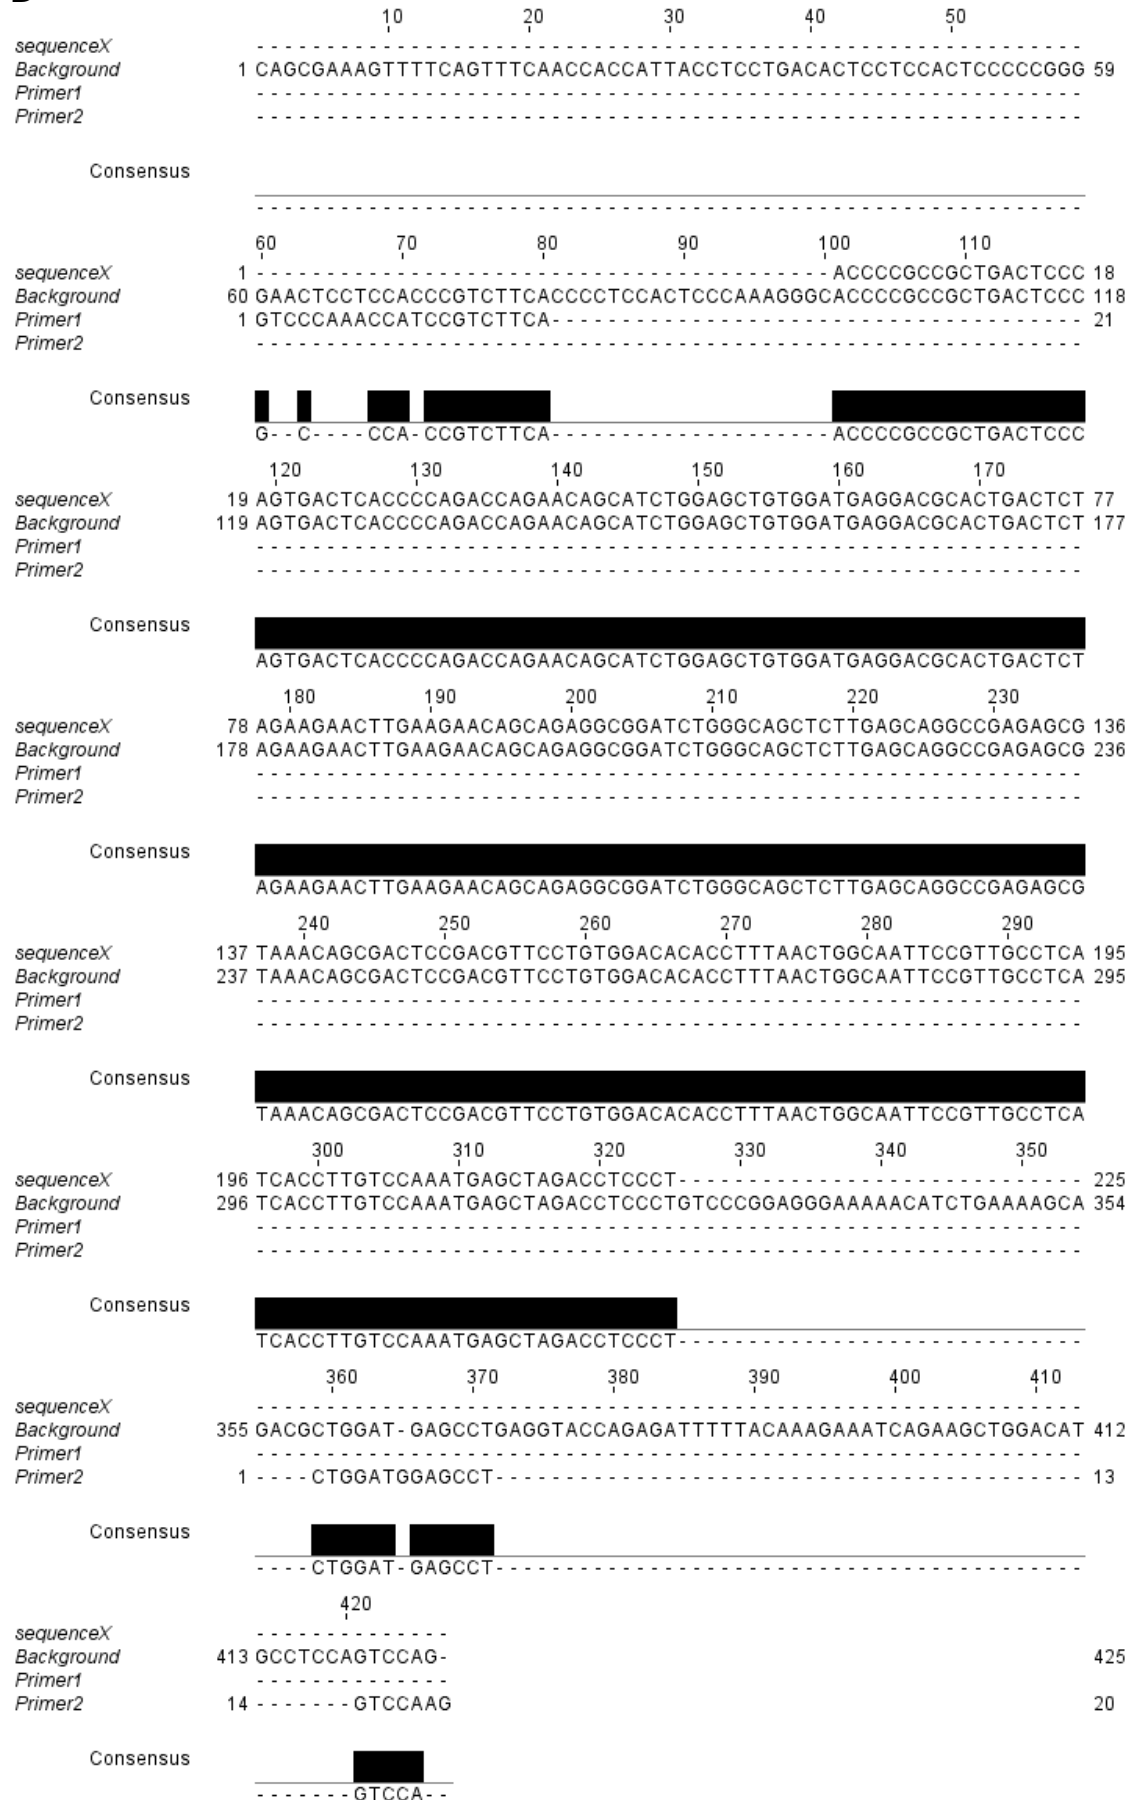 10 20 30 40 50
sequenceX -----------------------------------------------------------
Background 1 CAGCGAAAGTTTTCAGTTTCAACCACCATTACCTCCTGACACTCCTCCACTCCCCCGGG 59
Primer1 -----------------------------------------------------------
Primer2 -----------------------------------------------------------
Consensus
-----------------------------------------------------------
60 70 80 90 100 110
sequenceX 1 -----------------------------------------ACCCCGCCGCTGACTCCC 18
Background 60 GAACTCCTCCACCCGTCTTCACCCCTCCACTCCCAAAGGGCACCCCGCCGCTGACTCCC 118
Primer1 1 GTCCCAAACCATCCGTCTTCA-------------------------------------- 21
Primer2 -----------------------------------------------------------
Consensus
G--C----CCA-CCGTCTTCA--------------------ACCCCGCCGCTGACTCCC
120 130 140 150 160 170
sequenceX 19 AGTGACTCACCCCAGACCAGAACAGCATCTGGAGCTGTGGATGAGGACGCACTGACTCT 77
Background 119 AGTGACTCACCCCAGACCAGAACAGCATCTGGAGCTGTGGATGAGGACGCACTGACTCT 177
Primer1 -----------------------------------------------------------
Primer2 -----------------------------------------------------------
Consensus
AGTGACTCACCCCAGACCAGAACAGCATCTGGAGCTGTGGATGAGGACGCACTGACTCT
180 190 200 210 220 230
sequenceX 78 AGAAGAACTTGAAGAACAGCAGAGGCGGATCTGGGCAGCTCTTGAGCAGGCCGAGAGCG 136
Background 178 AGAAGAACTTGAAGAACAGCAGAGGCGGATCTGGGCAGCTCTTGAGCAGGCCGAGAGCG 236
Primer1 -----------------------------------------------------------
Primer2 -----------------------------------------------------------
Consensus
AGAAGAACTTGAAGAACAGCAGAGGCGGATCTGGGCAGCTCTTGAGCAGGCCGAGAGCG
240 250 260 270 280 290
sequenceX 137 TAAACAGCGACTCCGACGTTCCTGTGGACACACCTTTAACTGGCAATTCCGTTGCCTCA 195
Background 237 TAAACAGCGACTCCGACGTTCCTGTGGACACACCTTTAACTGGCAATTCCGTTGCCTCA 295
Primer1 -----------------------------------------------------------
Primer2 -----------------------------------------------------------
Consensus
TAAACAGCGACTCCGACGTTCCTGTGGACACACCTTTAACTGGCAATTCCGTTGCCTCA
300 310 320 330 340 350
sequenceX 196 TCACCTTGTCCAAATGAGCTAGACCTCCCT----------------------------- 225
Background 296 TCACCTTGTCCAAATGAGCTAGACCTCCCTGTCCCGGAGGGAAAAACATCTGAAAAGCA 354
Primer1 -----------------------------------------------------------
Primer2 -----------------------------------------------------------
Consensus
TCACCTTGTCCAAATGAGCTAGACCTCCCT-----------------------------
360 370 380 390 400 410
sequenceX -----------------------------------------------------------
Background 355 GACGCTGGAT-GAGCCTGAGGTACCAGAGATTTTTACAAAGAAATCAGAAGCTGGACAT 412
Primer1 -----------------------------------------------------------
Primer2 1 ----CTGGATGGAGCCT------------------------------------------ 13
Consensus
----CTGGAT-GAGCCT------------------------------------------
420
sequenceX --------------
Background 413 GCCTCCAGTCCAG- 425
Primer1 --------------
Primer2 14 -------GTCCAAG 20
Consensus
-------GTCCA--